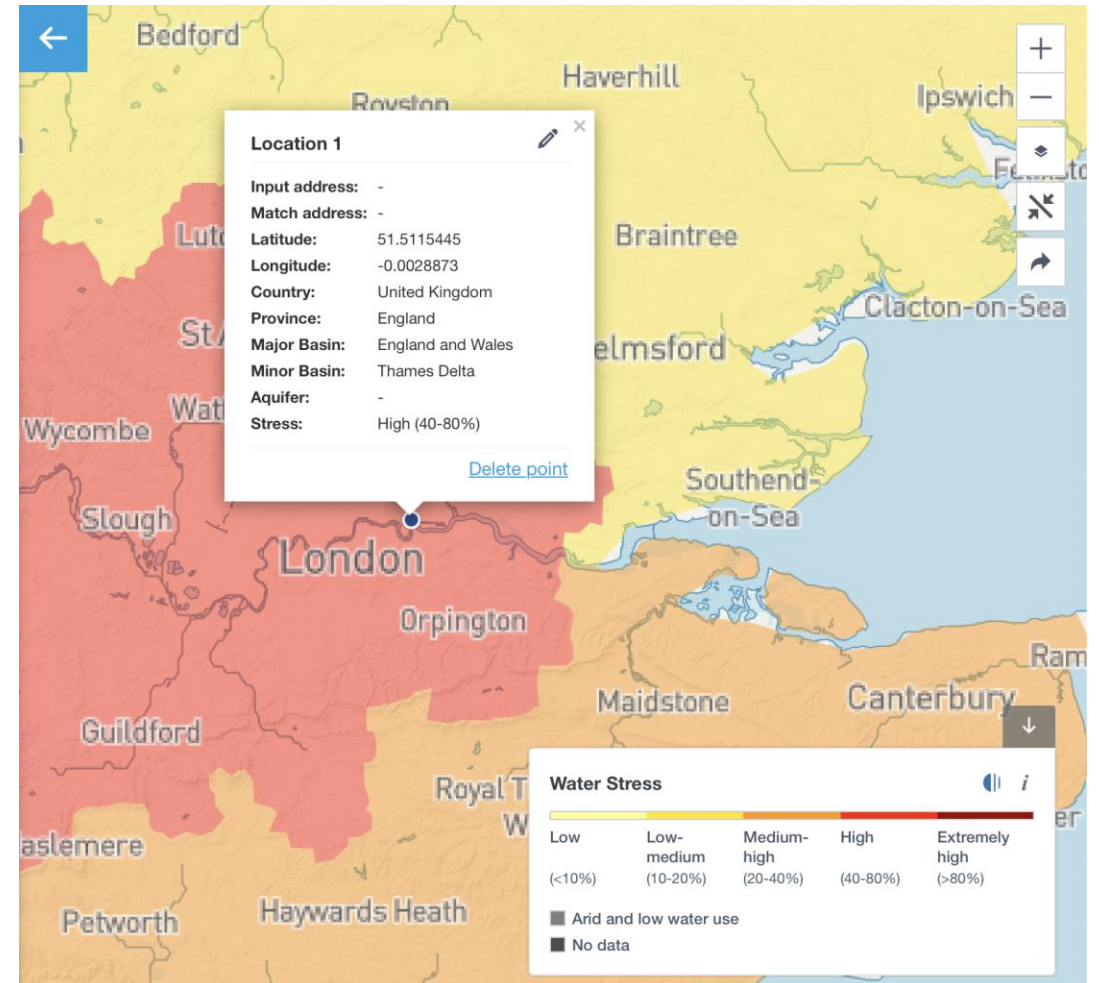 Bedford
Haverhill
Royston
Ipswich
Location 1
Input address: -
Match address: -
Latitude: 51.5115445
Longitude: -0.0028873
Country: United Kingdom
Province: England
Major Basin: England and Wales
Minor Basin: Thames Delta
Aquifer: -
Stress: High (40-80%)
Delete point
Braintree
Clacton-on-Sea
elmsford
Wycombe
Southend-
on-Sea
Slough
London
Orpington
Maidstone
Canterbury
Ram
Guildford
Royal T
W
aslemere
Haywards Heath
Petworth
Water Stress
i
Low
Low-
medium
Medium-
high
High
Extremely
high
(<10%)
(10-20%)
(20-40%)
(40-80%)
(>80%)
Arid and low water use
No data
er